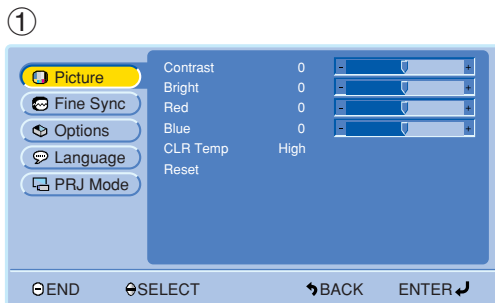 ①
Picture
Fine Sync
Options
Language
PRJ Mode
Contrast 0 - +
Bright 0 - +
Red 0 - +
Blue 0 - +
CLR Temp High
Reset
END SELECT BACK ENTER